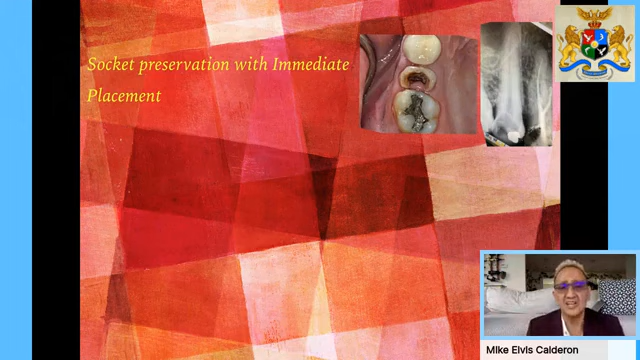 Socket preservation with Immediate
Placement
Mike Elvis Calderon